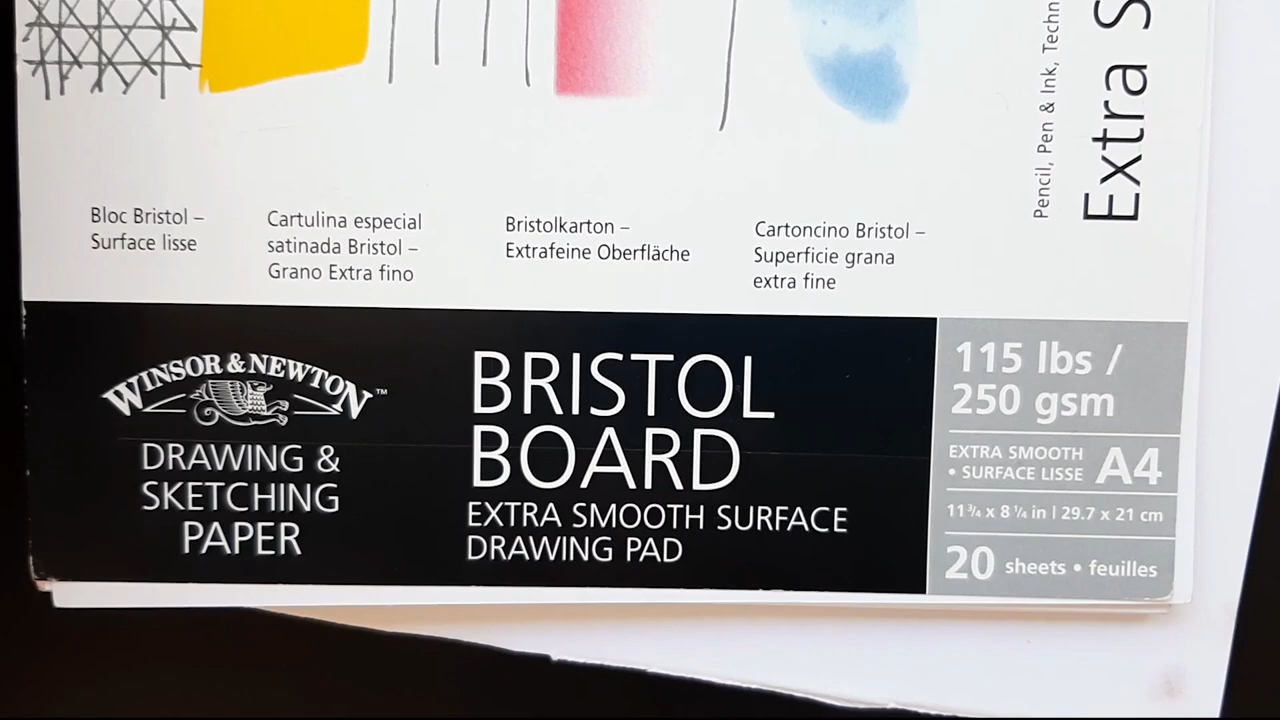 Pencil, Pen & Ink,
Extra
Bloc Bristol –
Surface lisse
Cartulina especial
satinada Bristol –
Grano Extra fino
Bristolkarton –
Extrafeine Oberfläche
Cartoncino Bristol –
Superficie grana
extra fine
WINSOR & NEWTON™
DRAWING &
SKETCHING
PAPER
BRISTOL
BOARD
EXTRA SMOOTH SURFACE
DRAWING PAD
115 lbs /
250 gsm
EXTRA SMOOTH
• SURFACE LISSE
A4
11 3/4 x 8 1/4 in | 29.7 x 21 cm
20 sheets • feuilles